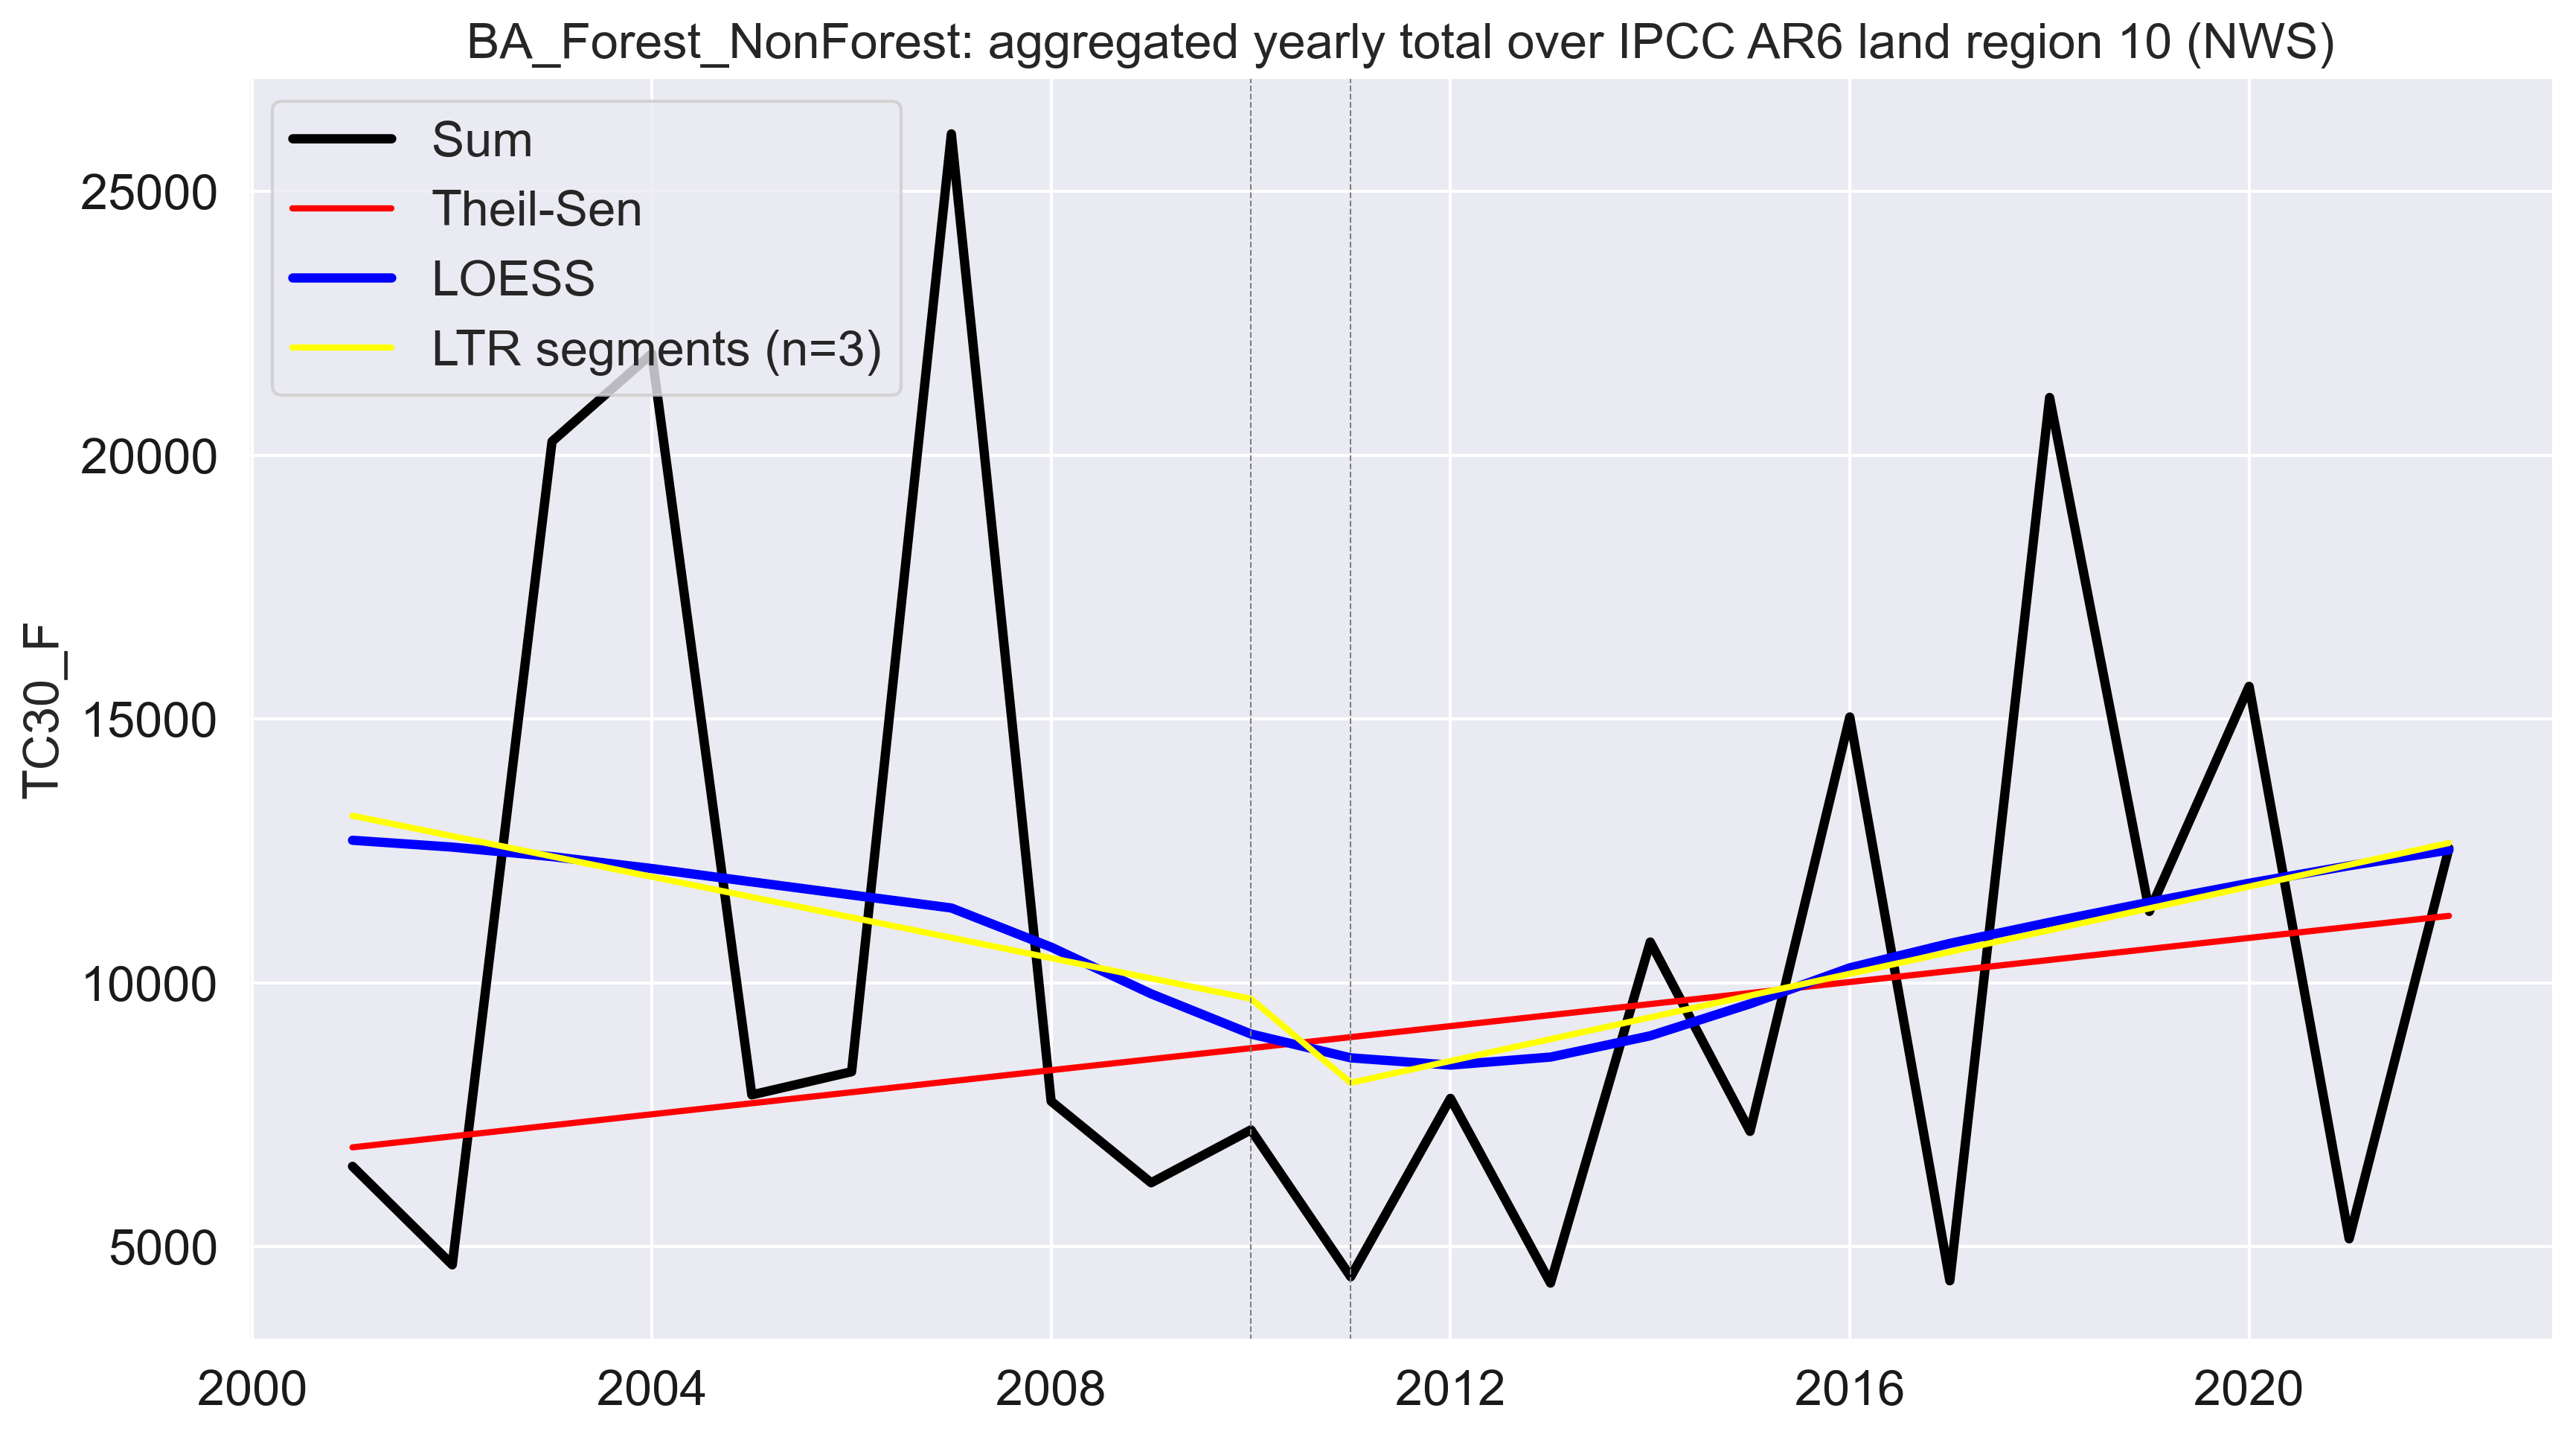 BA_Forest_NonForest: aggregated yearly total over IPCC AR6 land region 10 (NWS)
Sum
Theil-Sen
LOESS
LTR segments (n=3)
TC30_F
25000
20000
15000
10000
5000
2000
2004
2008
2012
2016
2020